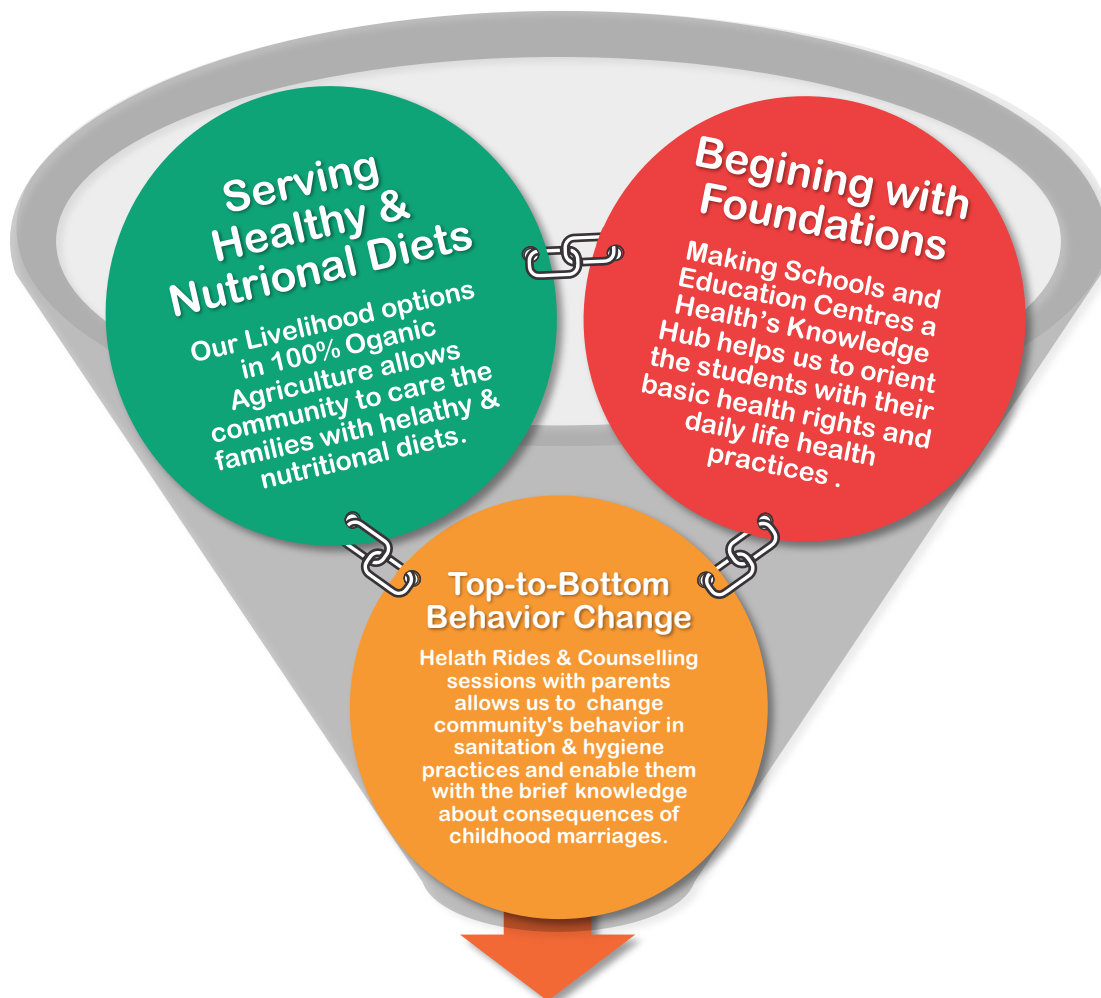 Serving
Healthy &
Nutrional Diets
Our Livelihood options
in 100% Oganic
Agriculture allows
community to care the
families with helathy &
nutritional diets.
Begining with
Foundations
Making Schools and
Education Centres a
Health's Knowledge
Hub helps us to orient
the students with their
basic health rights and
daily life health
practices .
Top-to-Bottom
Behavior Change
Helath Rides & Counselling
sessions with parents
allows us to change
community's behavior in
sanitation & hygiene
practices and enable them
with the brief knowledge
about consequences of
childhood marriages.